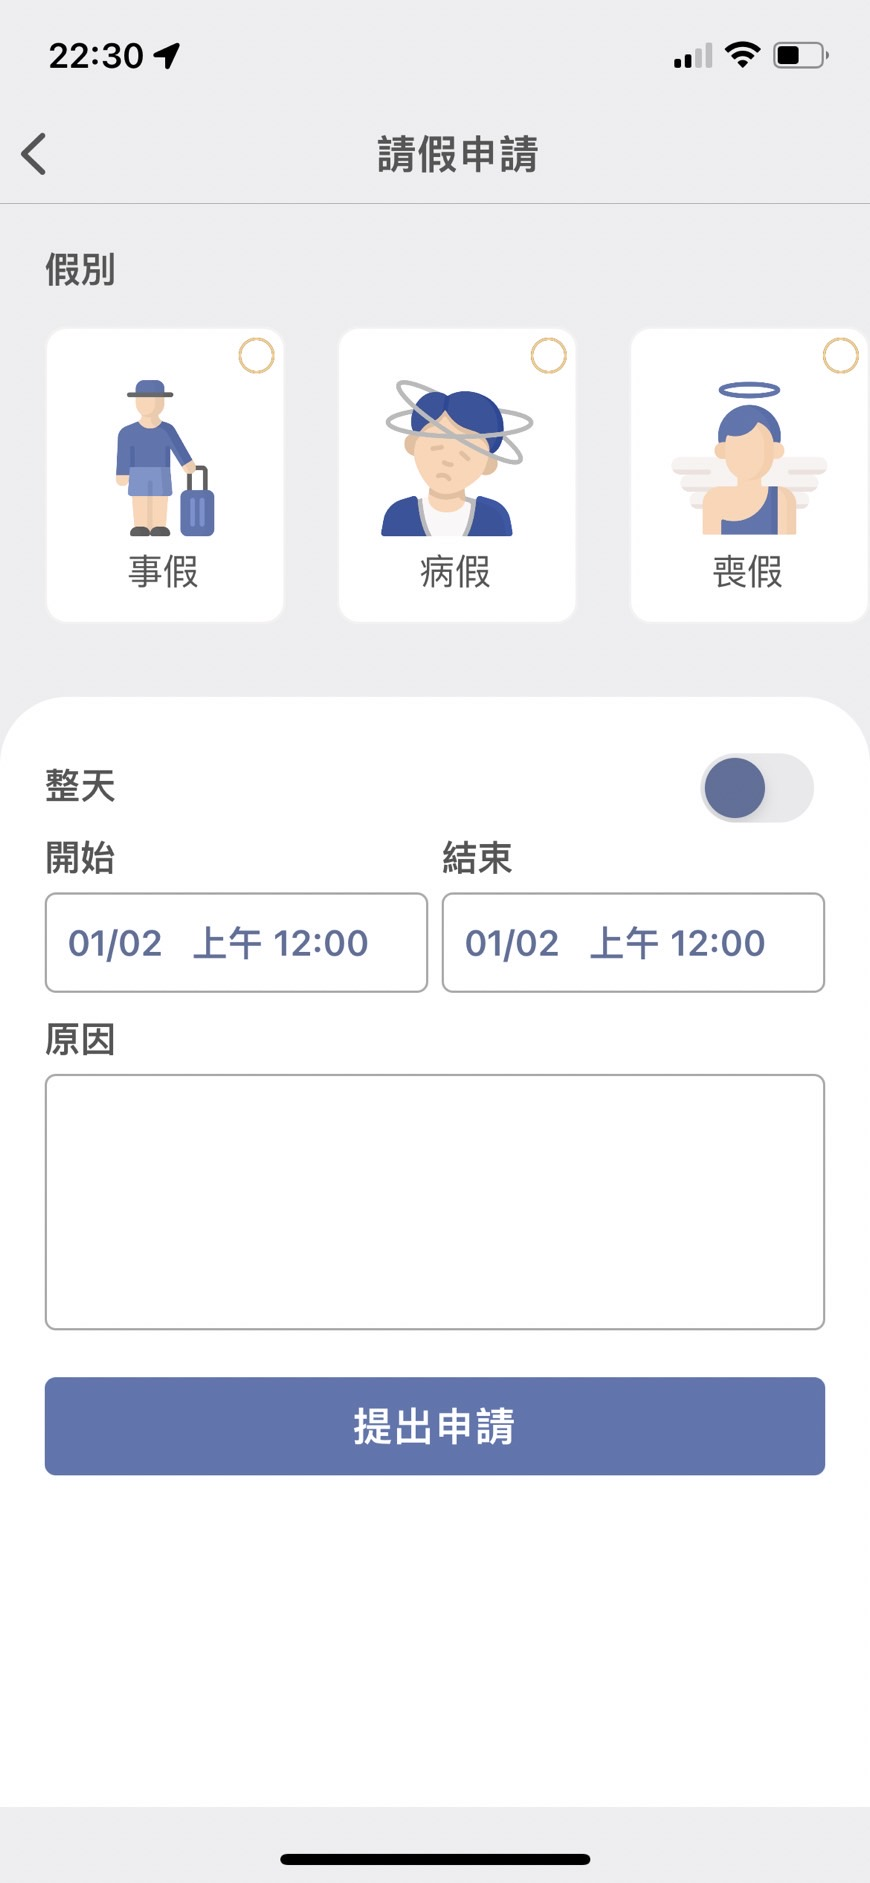 22:30
請假申請
假別
事假
病假
喪假
整天
開始
結束
01/02 上午 12:00
01/02 上午 12:00
原因
提出申請